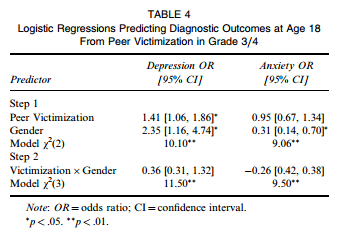 TABLE 4
Logistic Regressions Predicting Diagnostic Outcomes at Age 18
From Peer Victimization in Grade 3/4
Depression OR Anxiety OR
Predictor [95% CI] [95% CI]
Step 1
Peer Victimization 1.41 [1.06, 1.86]* 0.95 [0.67, 1.34]
Gender 2.35 [1.16, 4.74]* 0.31 [0.14, 0.70]*
Model χ²(2) 10.10** 9.06**
Step 2
Victimization × Gender 0.36 [0.31, 1.32] −0.26 [0.42, 0.38]
Model χ²(3) 11.50** 9.50**
Note: OR = odds ratio; CI = confidence interval.
*p < .05. **p < .01.